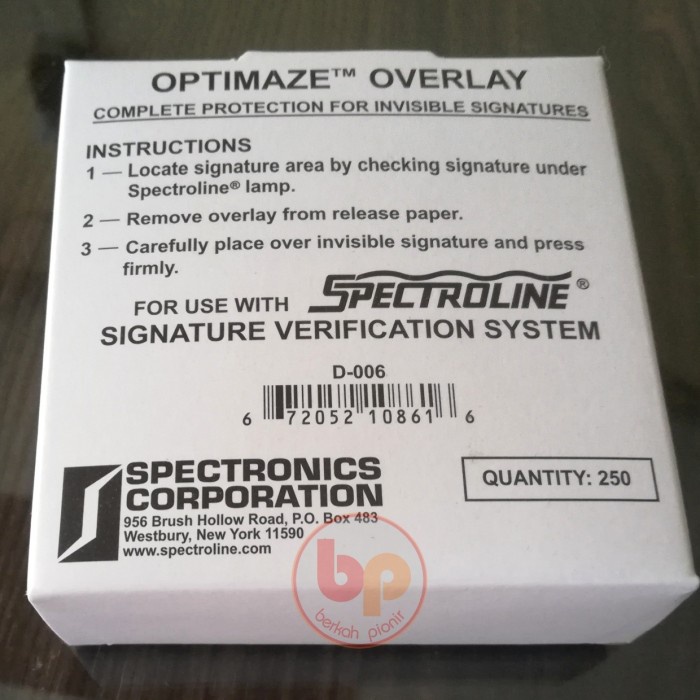 OPTIMAZE™ OVERLAY
COMPLETE PROTECTION FOR INVISIBLE SIGNATURES
INSTRUCTIONS
1 — Locate signature area by checking signature under
Spectroline® lamp.
2 — Remove overlay from release paper.
3 — Carefully place over invisible signature and press
firmly.
FOR USE WITH SPECTROLINE®
SIGNATURE VERIFICATION SYSTEM
D-006
6 72052 10861 6
SPECTRONICS
CORPORATION
956 Brush Hollow Road, P.O. Box 483
Westbury, New York 11590
www.spectroline.com
QUANTITY: 250
bp
berkah pionir